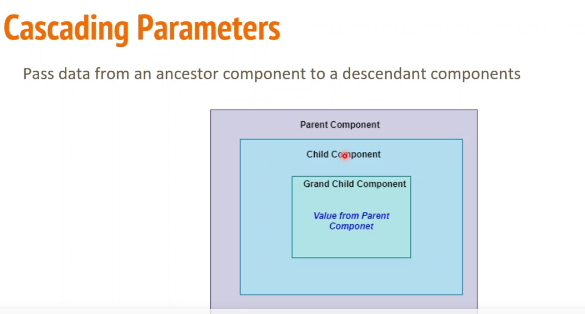 Cascading Parameters
Pass data from an ancestor component to a descendant components
Parent Component
Child Component
Grand Child Component
Value from Parent
Componet